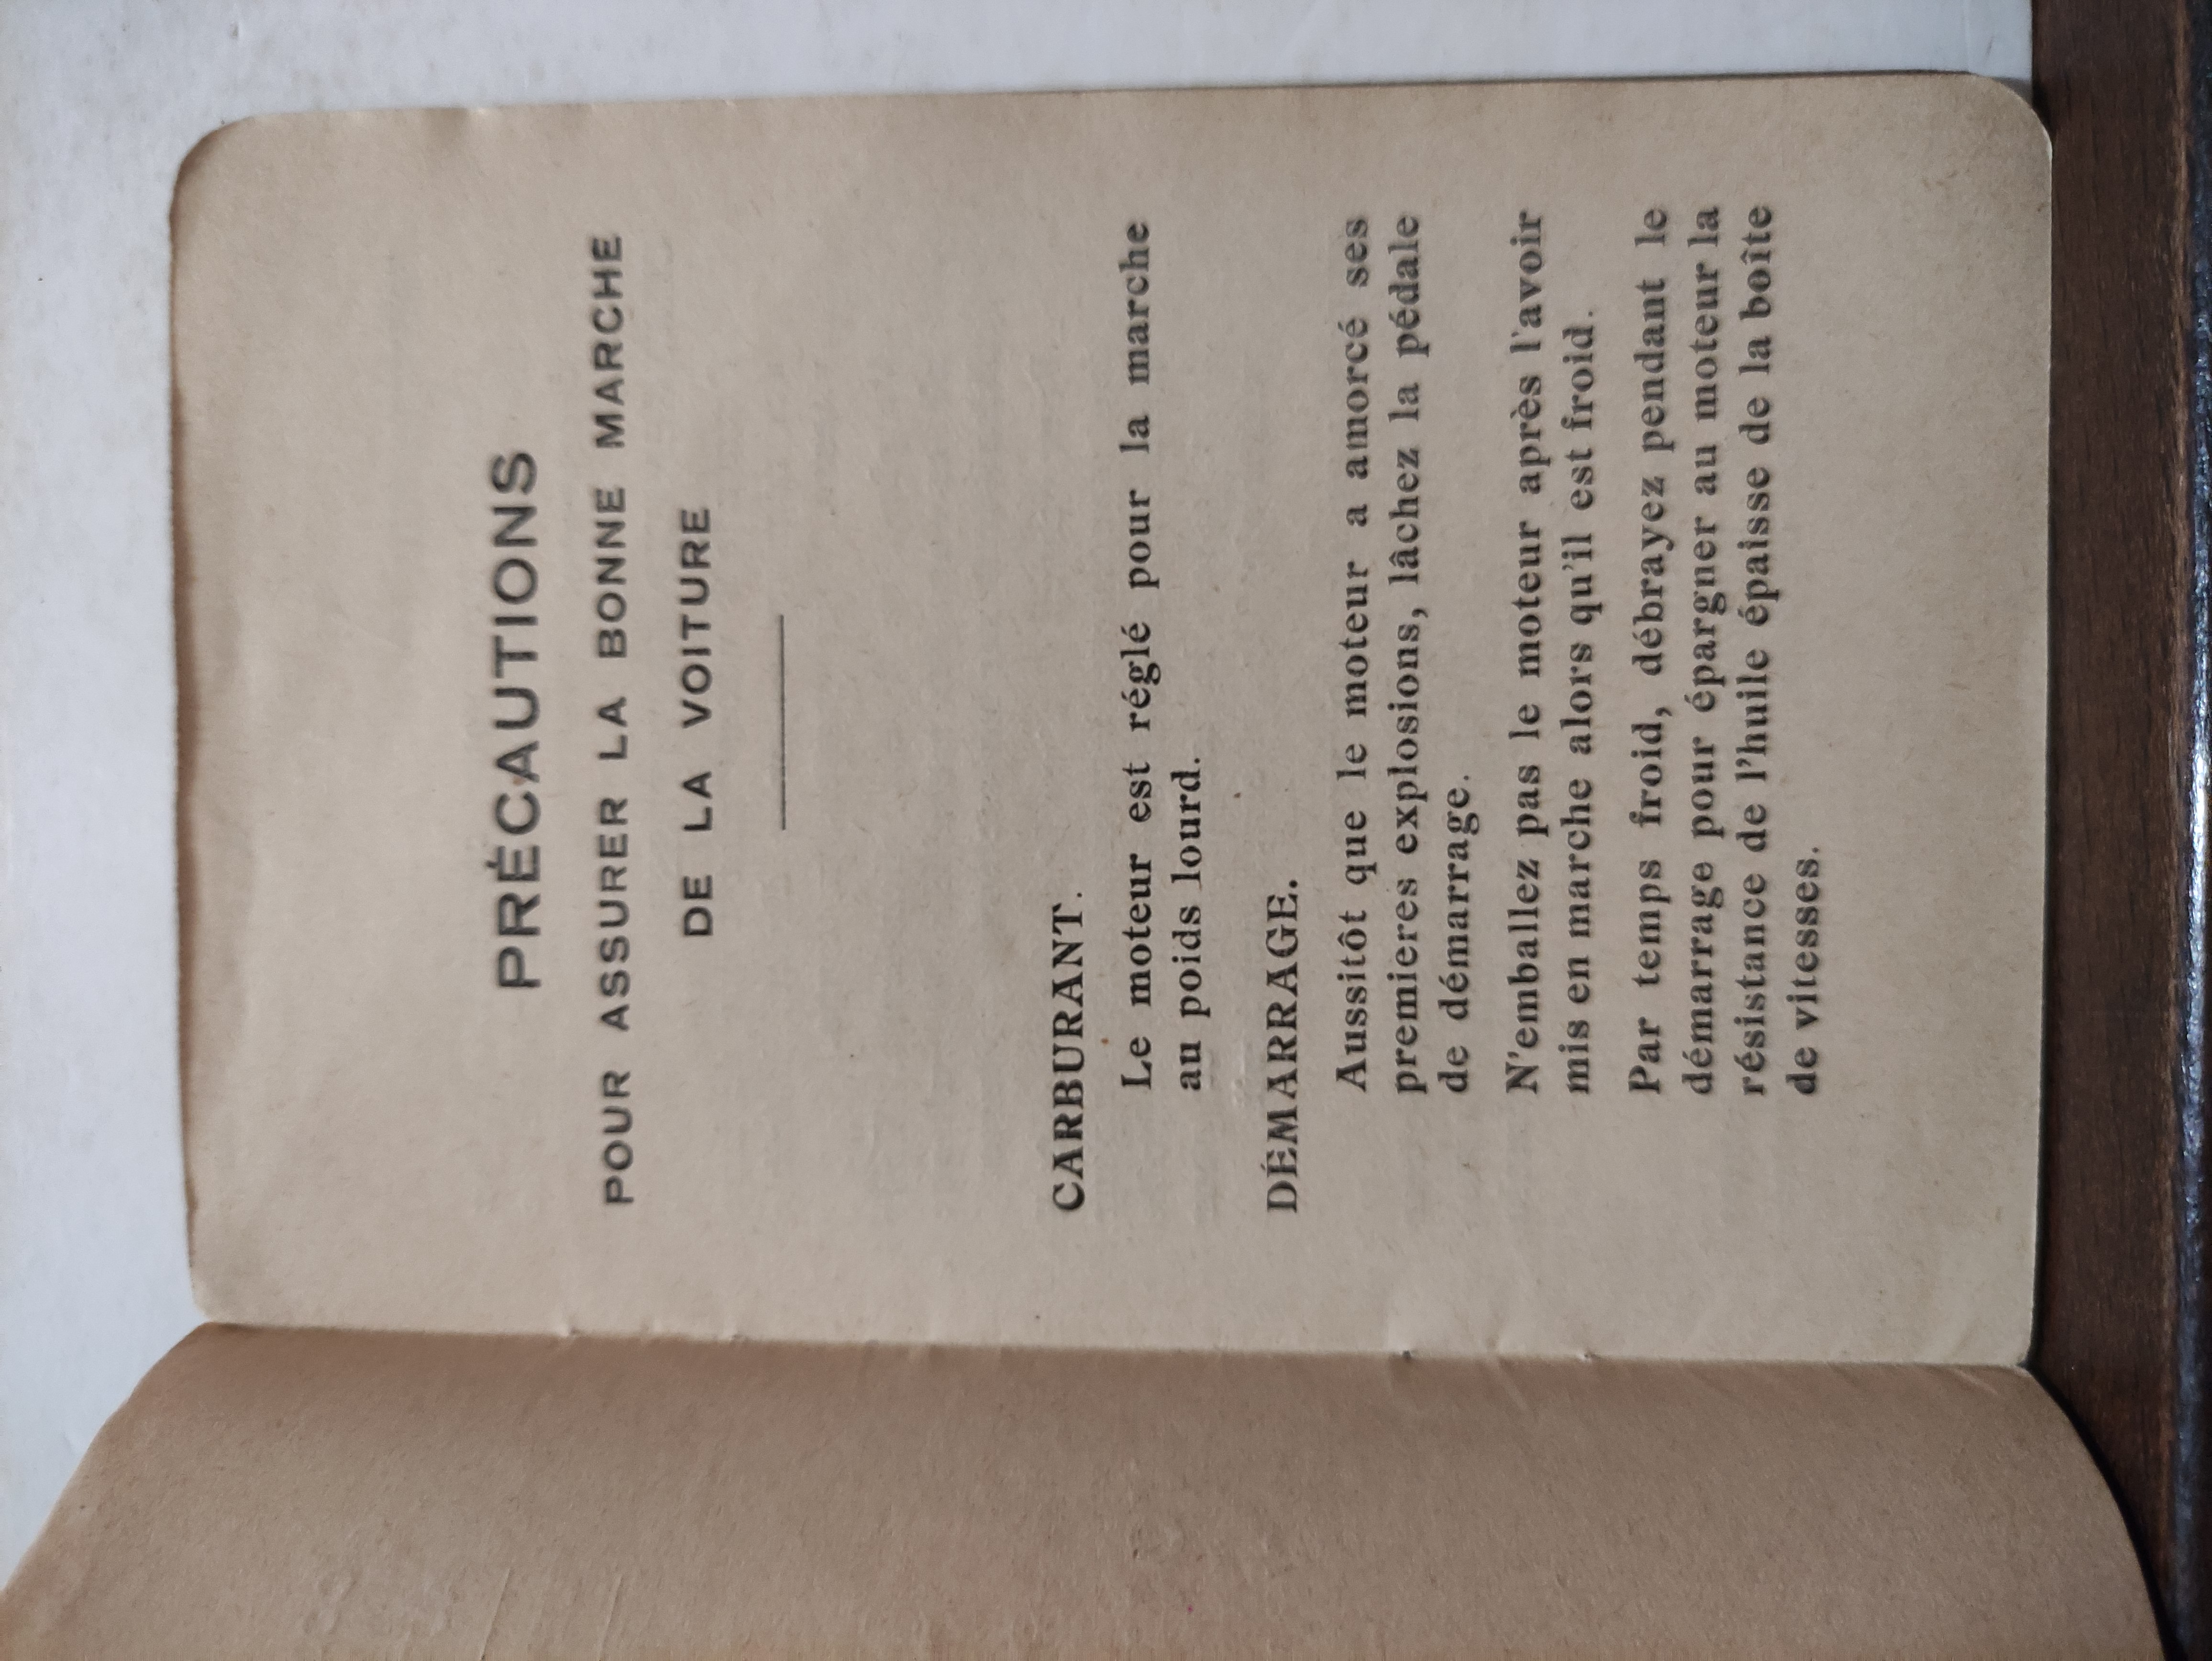 PRÉCAUTIONS
POUR ASSURER LA BONNE MARCHE
DE LA VOITURE
CARBURANT.
Le moteur est réglé pour la marche
au poids lourd.
DÉMARRAGE.
Aussitôt que le moteur a amorcé ses
premieres explosions, lâchez la pédale
de démarrage.
N'emballez pas le moteur après l'avoir
mis en marche alors qu'il est froid.
Par temps froid, débrayez pendant le
démarrage pour épargner au moteur la
résistance de l'huile épaisse de la boîte
de vitesses.